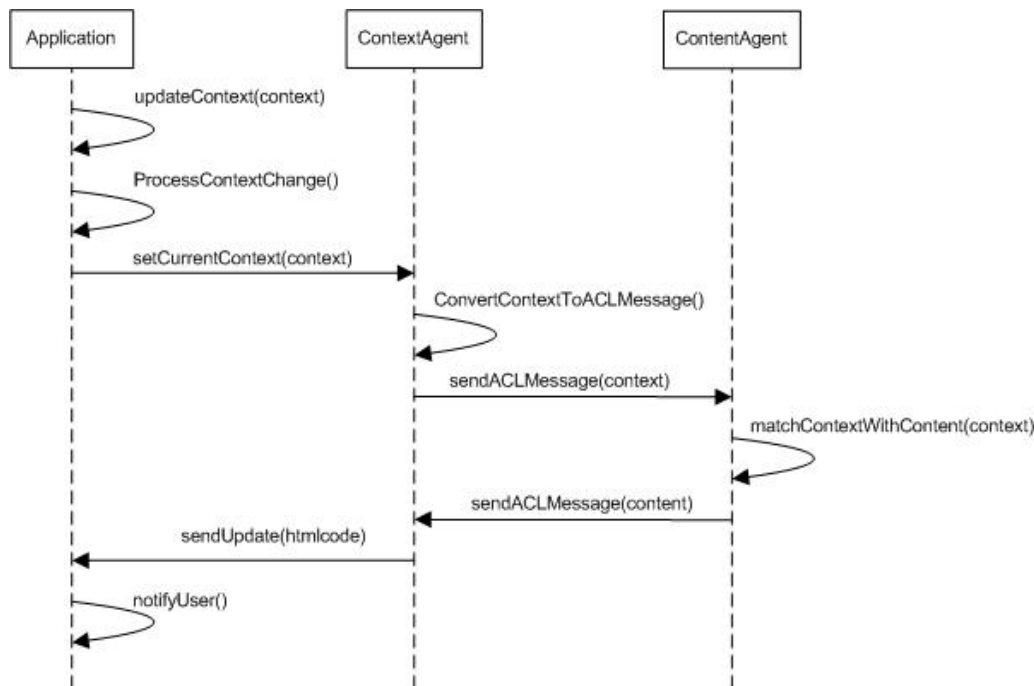 Application
ContextAgent
ContentAgent
updateContext(context)
ProcessContextChange()
setCurrentContext(context)
ConvertContextToACLMessage()
sendACLMessage(context)
matchContextWithContent(context)
sendACLMessage(content)
sendUpdate(htmlcode)
notifyUser()